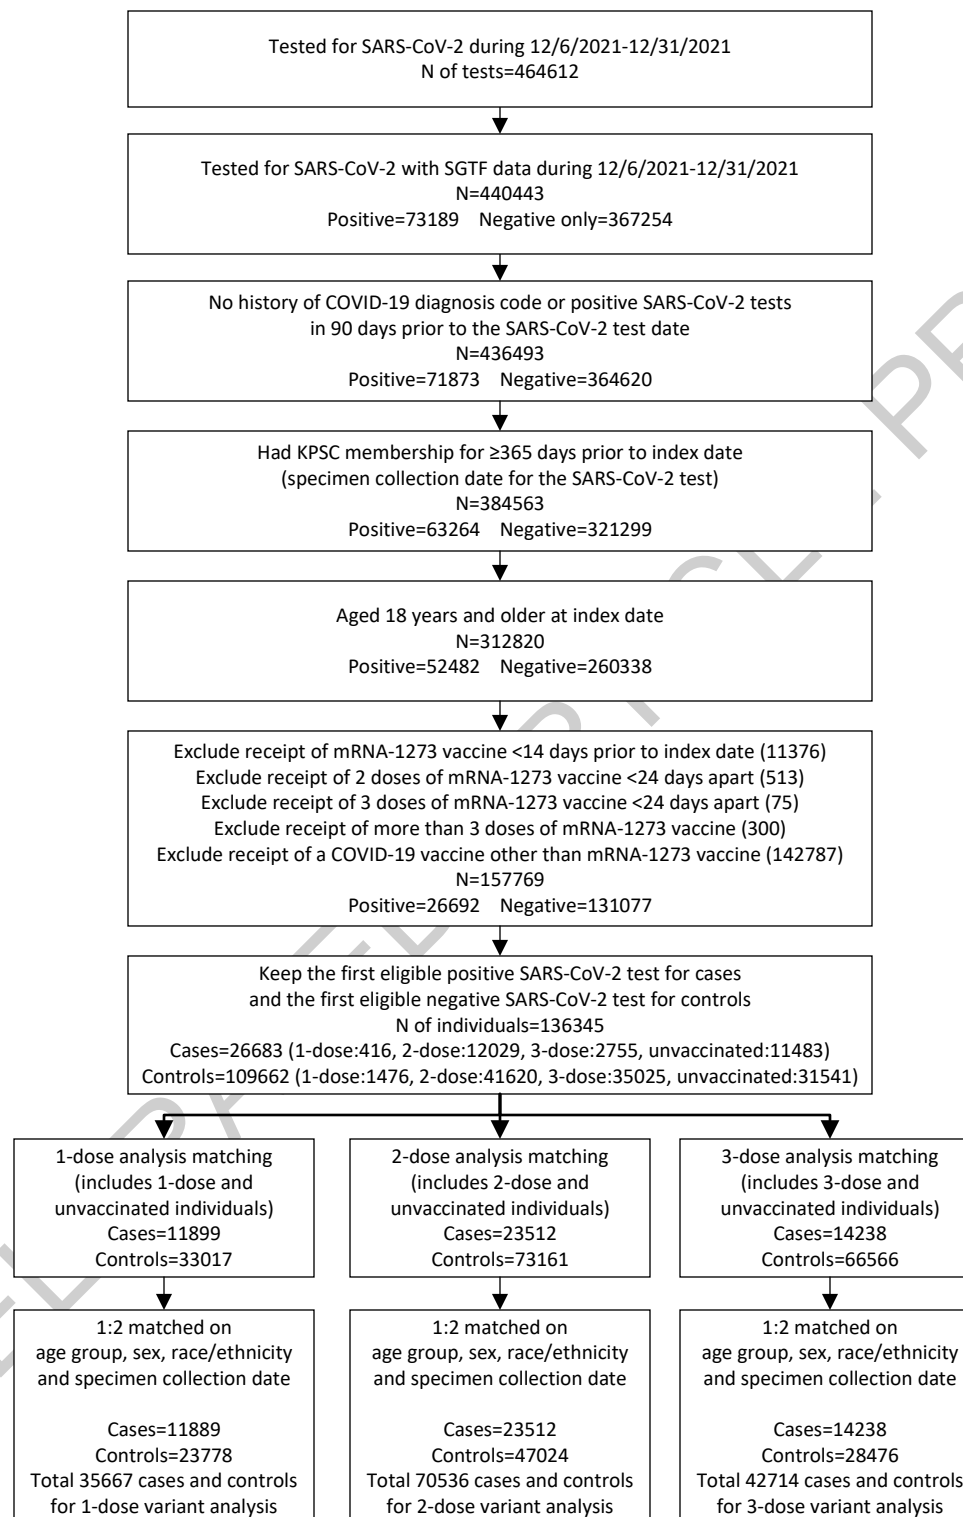 Tested for SARS-CoV-2 during 12/6/2021-12/31/2021
N of tests=464612
Tested for SARS-CoV-2 with SGTF data during 12/6/2021-12/31/2021
N=440443
Positive=73189 Negative only=367254
No history of COVID-19 diagnosis code or positive SARS-CoV-2 tests
in 90 days prior to the SARS-CoV-2 test date
N=436493
Positive=71873 Negative=364620
Had KPSC membership for ≥365 days prior to index date
(specimen collection date for the SARS-CoV-2 test)
N=384563
Positive=63264 Negative=321299
Aged 18 years and older at index date
N=312820
Positive=52482 Negative=260338
Exclude receipt of mRNA-1273 vaccine <14 days prior to index date (11376)
Exclude receipt of 2 doses of mRNA-1273 vaccine <24 days apart (513)
Exclude receipt of 3 doses of mRNA-1273 vaccine <24 days apart (75)
Exclude receipt of more than 3 doses of mRNA-1273 vaccine (300)
Exclude receipt of a COVID-19 vaccine other than mRNA-1273 vaccine (142787)
N=157769
Positive=26692 Negative=131077
Keep the first eligible positive SARS-CoV-2 test for cases
and the first eligible negative SARS-CoV-2 test for controls
N of individuals=136345
Cases=26683 (1-dose:416, 2-dose:12029, 3-dose:2755, unvaccinated:11483)
Controls=109662 (1-dose:1476, 2-dose:41620, 3-dose:35025, unvaccinated:31541)
1-dose analysis matching
(includes 1-dose and
unvaccinated individuals)
Cases=11899
Controls=33017
2-dose analysis matching
(includes 2-dose and
unvaccinated individuals)
Cases=23512
Controls=73161
3-dose analysis matching
(includes 3-dose and
unvaccinated individuals)
Cases=14238
Controls=66566
1:2 matched on
age group, sex, race/ethnicity
and specimen collection date
Cases=11889
Controls=23778
Total 35667 cases and controls
for 1-dose variant analysis
1:2 matched on
age group, sex, race/ethnicity
and specimen collection date
Cases=23512
Controls=47024
Total 70536 cases and controls
for 2-dose variant analysis
1:2 matched on
age group, sex, race/ethnicity
and specimen collection date
Cases=14238
Controls=28476
Total 42714 cases and controls
for 3-dose variant analysis